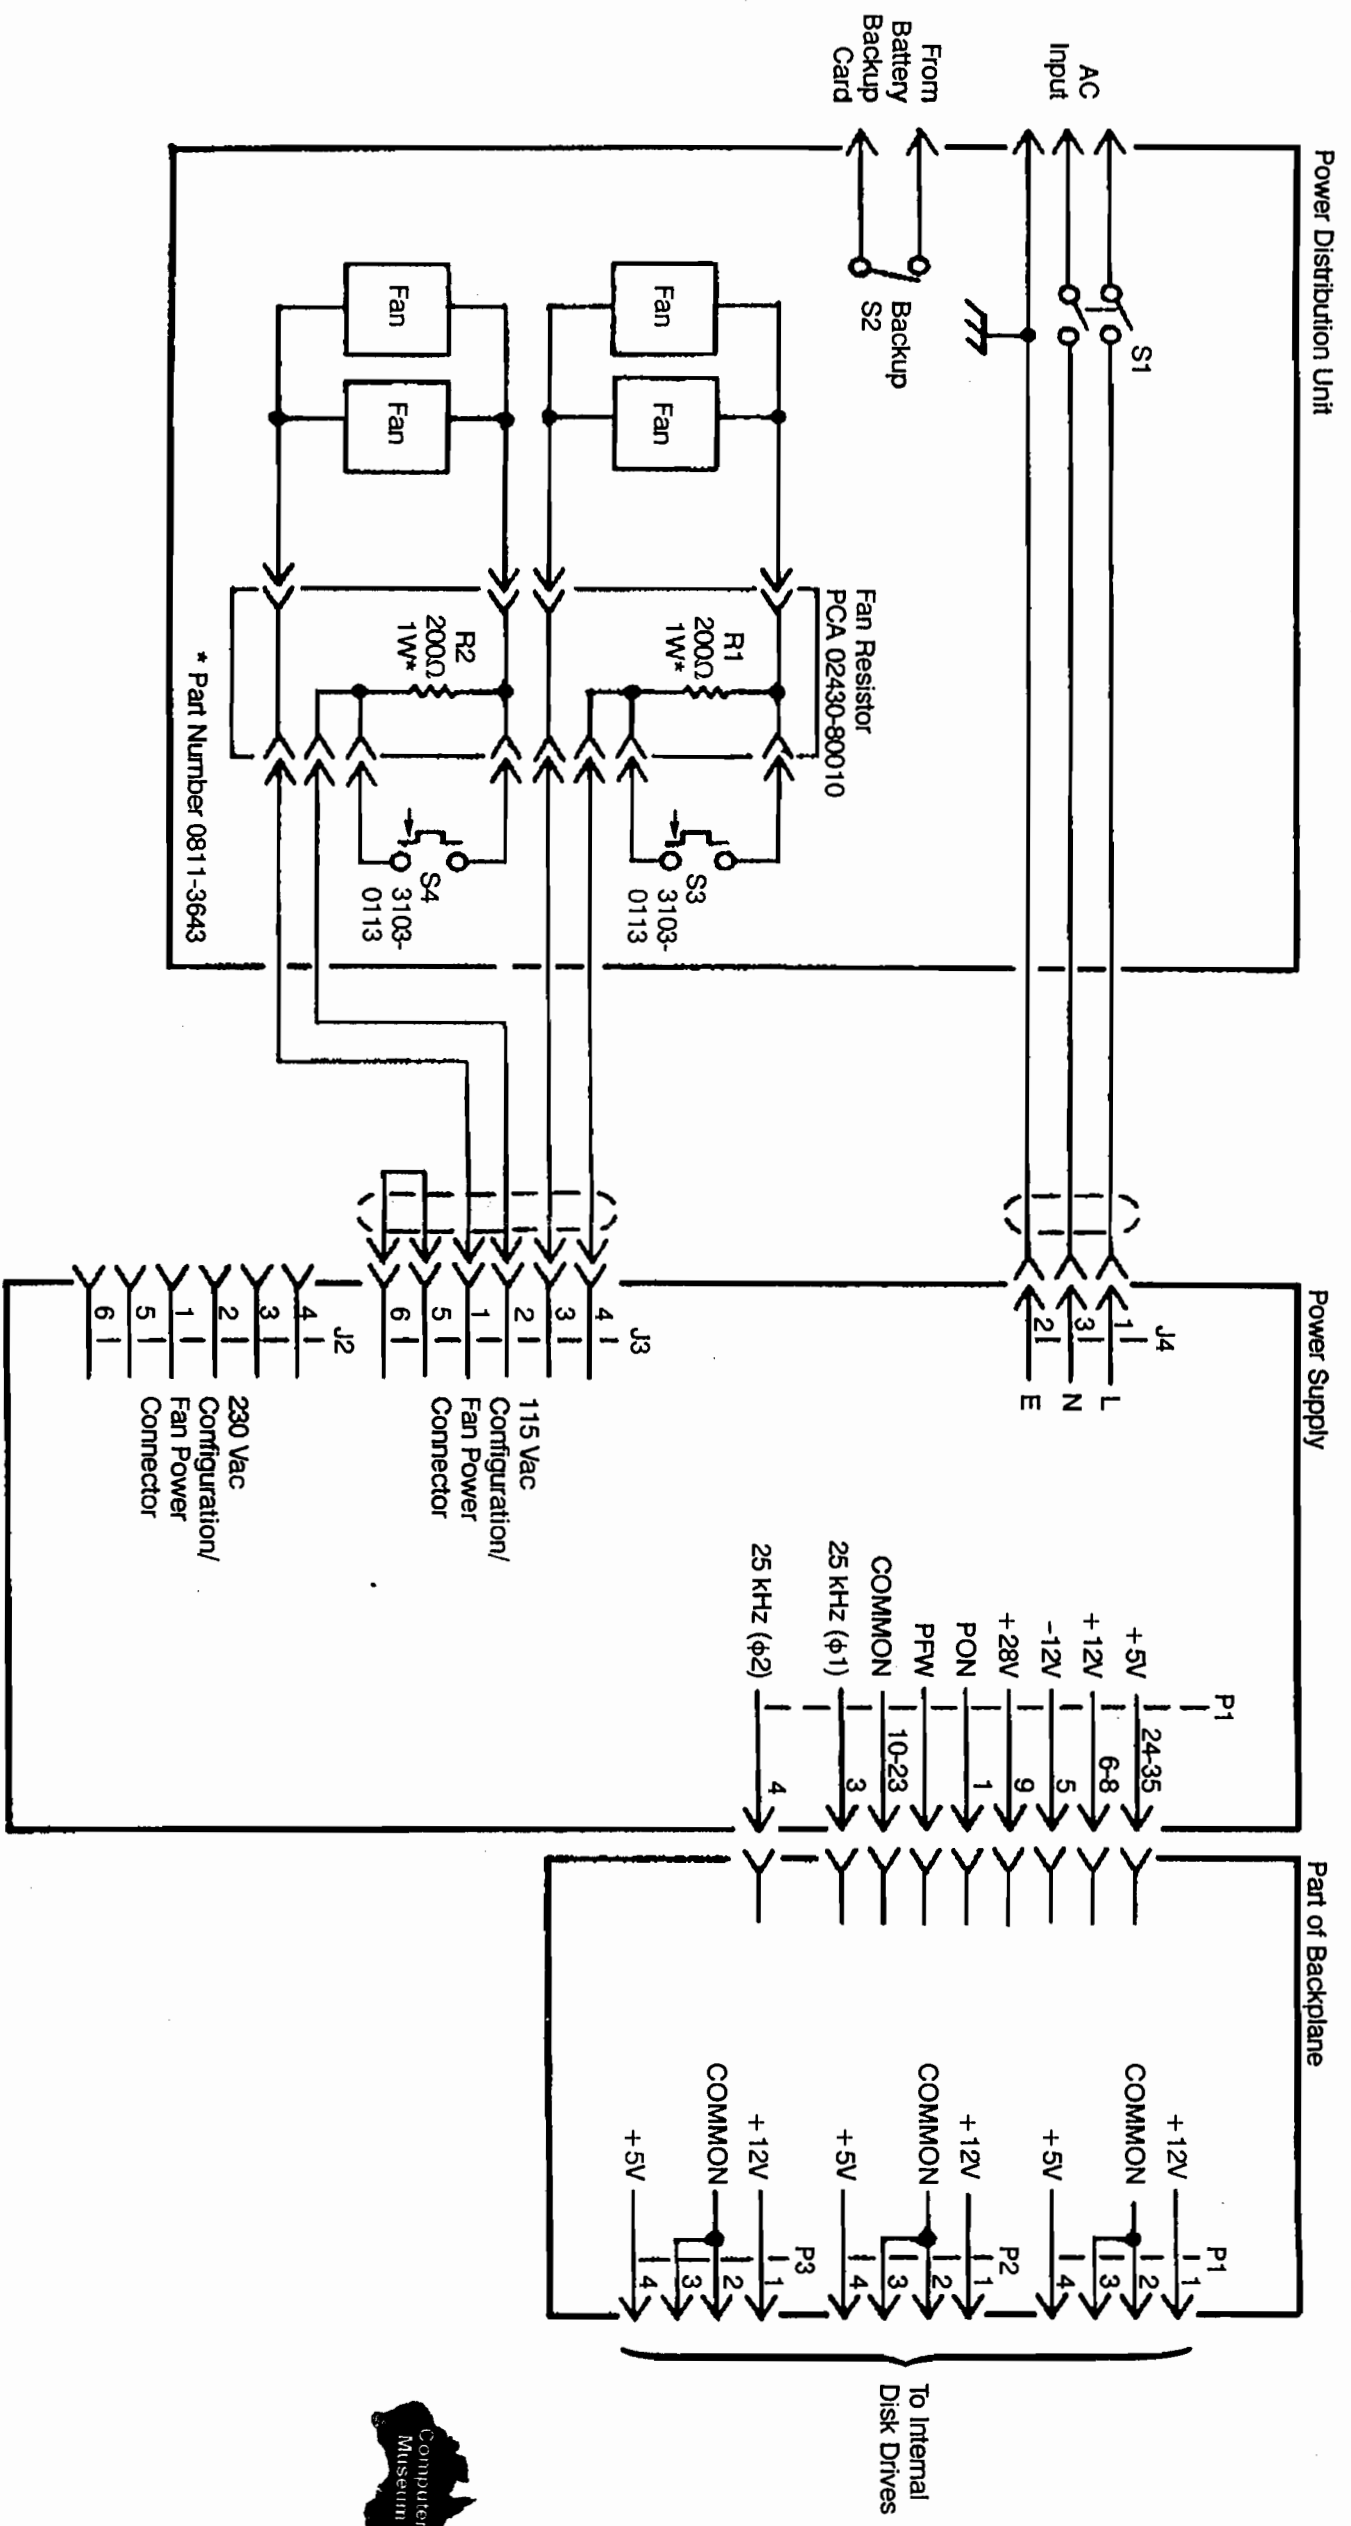 Power Distribution Unit
AC
Input
From
Battery
Backup
Card
S1
Backup
S2
Fan
Fan
Fan
Fan
Fan Resistor
PCA 02430-80010
R1
200Ω
1W*
S3
3103-
0113
R2
200Ω
1W*
S4
3103-
0113
* Part Number 0811-3643
Power Supply
J4
1
L
3
N
2
E
J3
4
3
2
1
5
6
115 Vac
Configuration/
Fan Power
Connector
J2
4
3
2
1
5
6
230 Vac
Configuration/
Fan Power
Connector
P1
+5V 24-35
+12V 6-8
-12V 5
+28V 9
PON 1
PFW
COMMON 10-23
25 kHz (ϕ1) 3
25 kHz (ϕ2) 4
Part of Backplane
P1
+12V 1
COMMON 2
3
+5V 4
P2
+12V 1
COMMON 2
3
+5V 4
P3
+12V 1
COMMON 2
3
+5V 4
To Internal
Disk Drives
Computer
Museum